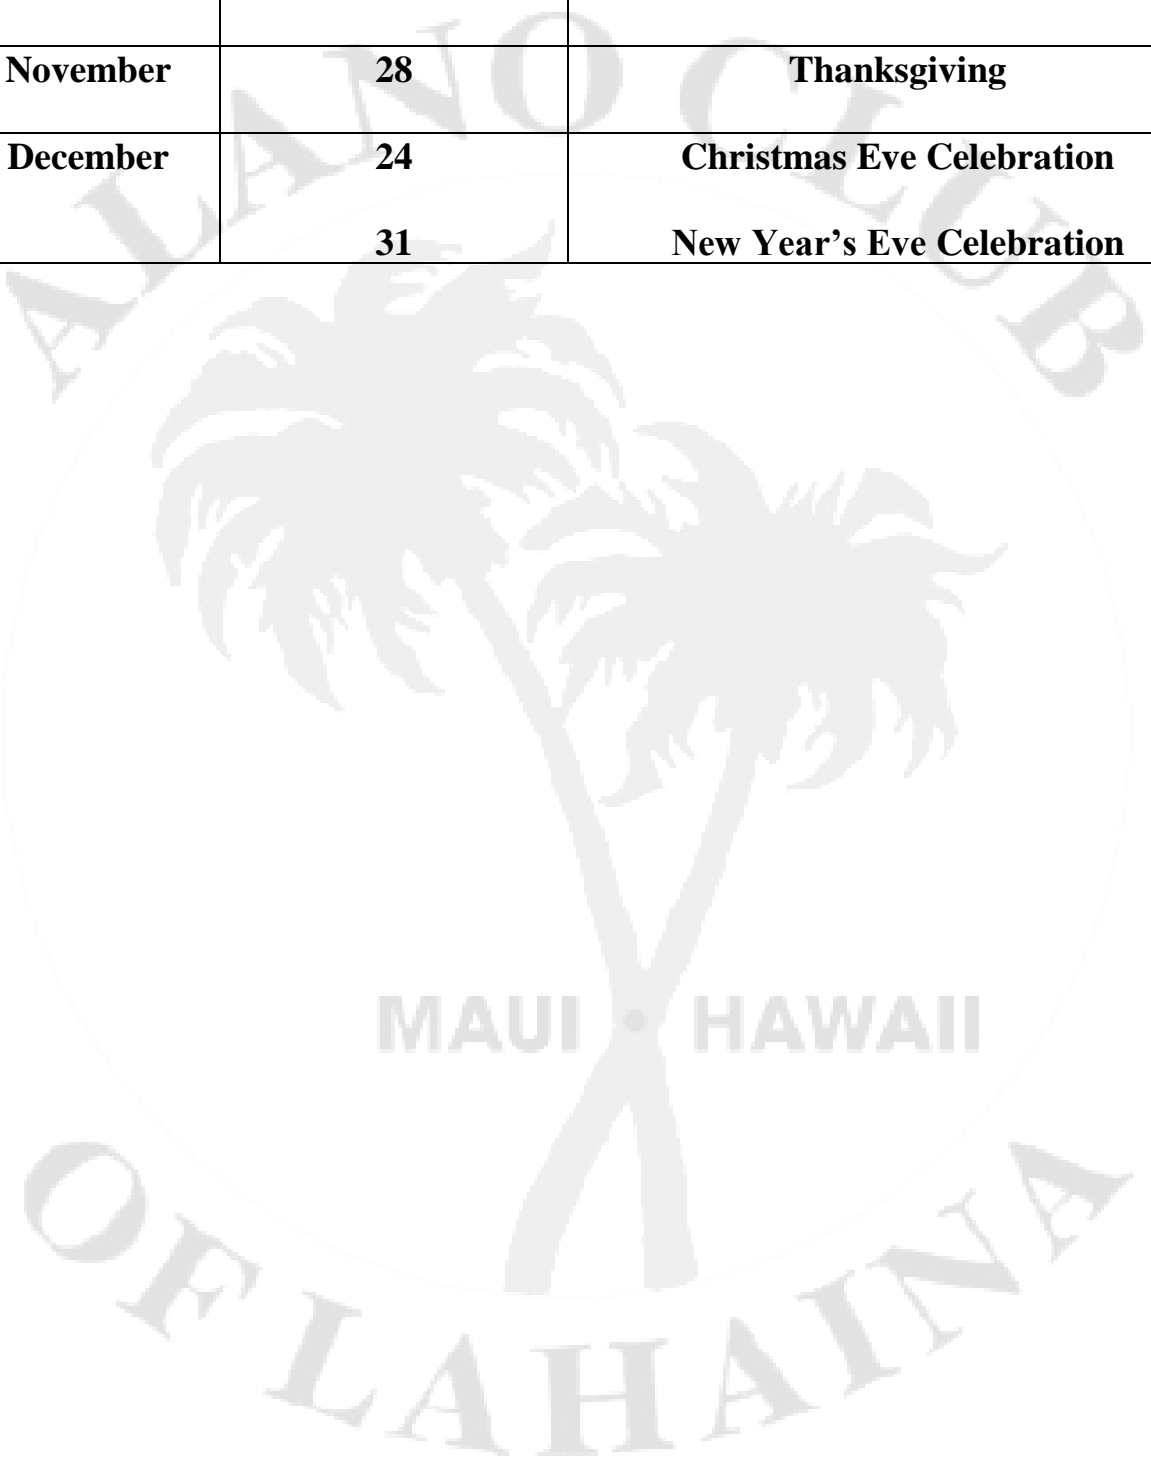 November 28 Thanksgiving
December 24 Christmas Eve Celebration
31 New Year’s Eve Celebration
ALANO CLUB
MAUI • HAWAII
OF LAHAINA